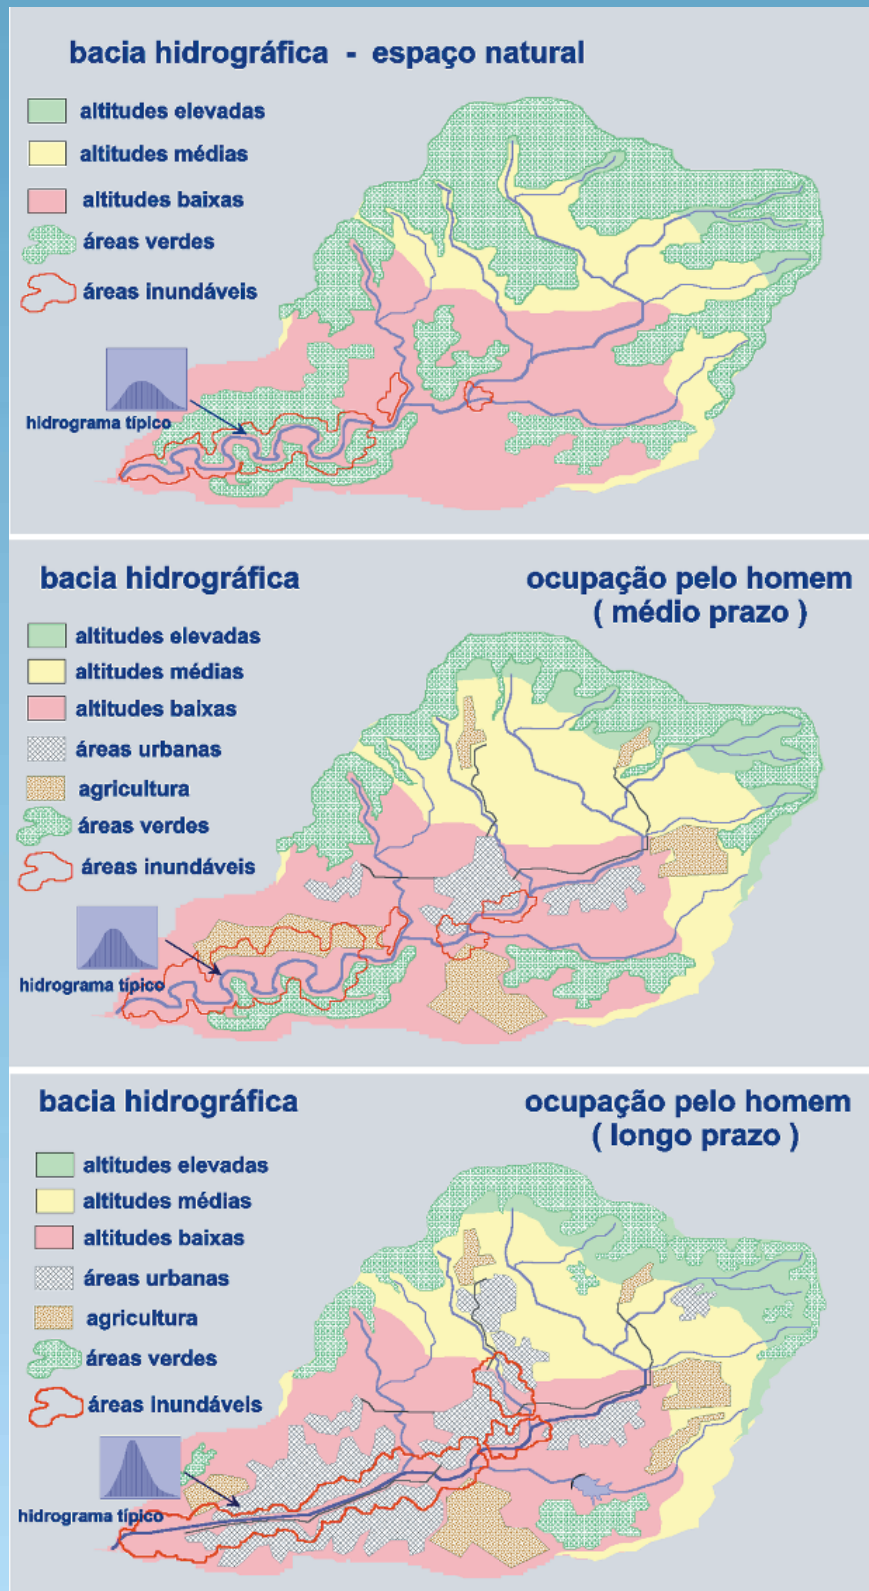 bacia hidrográfica - espaço natural
altitudes elevadas
altitudes médias
altitudes baixas
áreas verdes
áreas inundáveis
hidrograma típico
bacia hidrográfica
ocupação pelo homem
( médio prazo )
altitudes elevadas
altitudes médias
altitudes baixas
áreas urbanas
agricultura
áreas verdes
áreas inundáveis
hidrograma típico
bacia hidrográfica
ocupação pelo homem
( longo prazo )
altitudes elevadas
altitudes médias
altitudes baixas
áreas urbanas
agricultura
áreas verdes
áreas Inundáveis
hidrograma típico